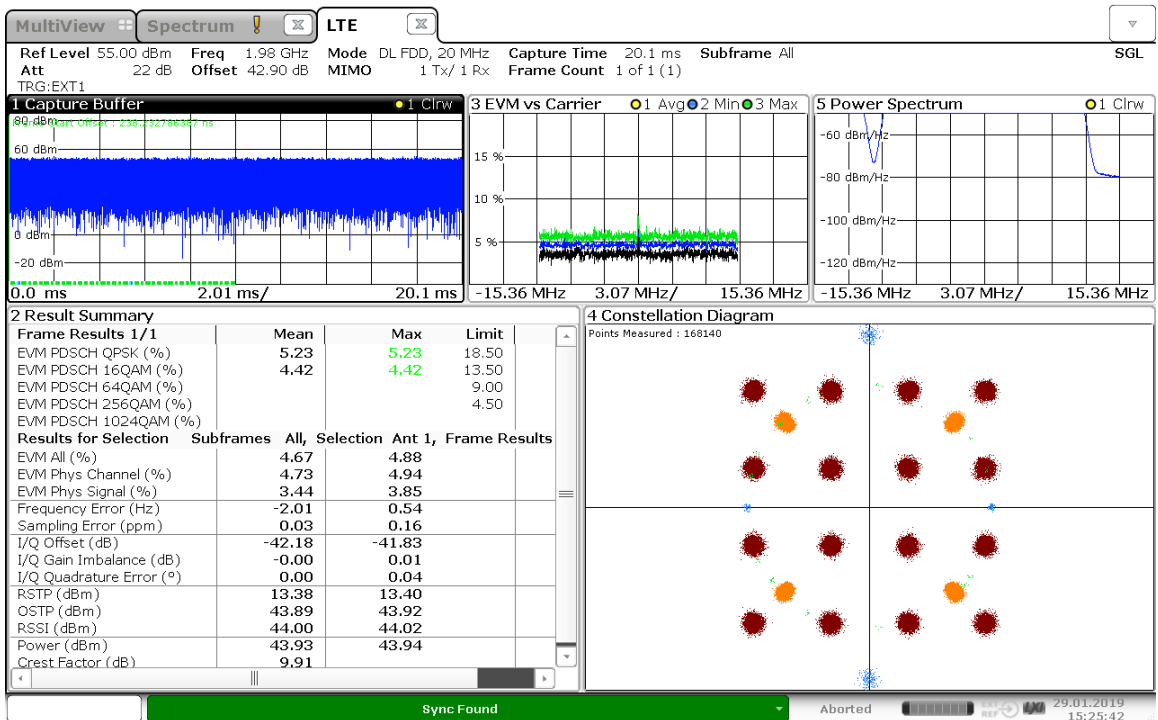 MultiView Spectrum LTE
Ref Level 55.00 dBm Freq 1.98 GHz Mode DL FDD, 20 MHz Capture Time 20.1 ms Subframe All SGL
Att 22 dB Offset 42.90 dB MIMO 1 Tx/ 1 Rx Frame Count 1 of 1 (1)
TRG:EXT1
1 Capture Buffer 1 Clrw
80 dBm
Frame Start Offset : 238.232786387 ns
60 dBm
0 dBm
-20 dBm
0.0 ms 2.01 ms/ 20.1 ms
3 EVM vs Carrier 1 Avg 2 Min 3 Max
15 %
10 %
5 %
-15.36 MHz 3.07 MHz/ 15.36 MHz
5 Power Spectrum 1 Clrw
-60 dBm/Hz
-80 dBm/Hz
-100 dBm/Hz
-120 dBm/Hz
-15.36 MHz 3.07 MHz/ 15.36 MHz
2 Result Summary
Frame Results 1/1 Mean Max Limit
EVM PDSCH QPSK (%) 5.23 5.23 18.50
EVM PDSCH 16QAM (%) 4.42 4.42 13.50
EVM PDSCH 64QAM (%) 9.00
EVM PDSCH 256QAM (%) 4.50
EVM PDSCH 1024QAM (%)
Results for Selection Subframes All, Selection Ant 1, Frame Results
EVM All (%) 4.67 4.88
EVM Phys Channel (%) 4.73 4.94
EVM Phys Signal (%) 3.44 3.85
Frequency Error (Hz) -2.01 0.54
Sampling Error (ppm) 0.03 0.16
I/Q Offset (dB) -42.18 -41.83
I/Q Gain Imbalance (dB) -0.00 0.01
I/Q Quadrature Error (°) 0.00 0.04
RSTP (dBm) 13.38 13.40
OSTP (dBm) 43.89 43.92
RSSI (dBm) 44.00 44.02
Power (dBm) 43.93 43.94
Crest Factor (dB) 9.91
4 Constellation Diagram
Points Measured : 168140
Sync Found
Aborted
EXT
REF
LXI
29.01.2019
15:25:42